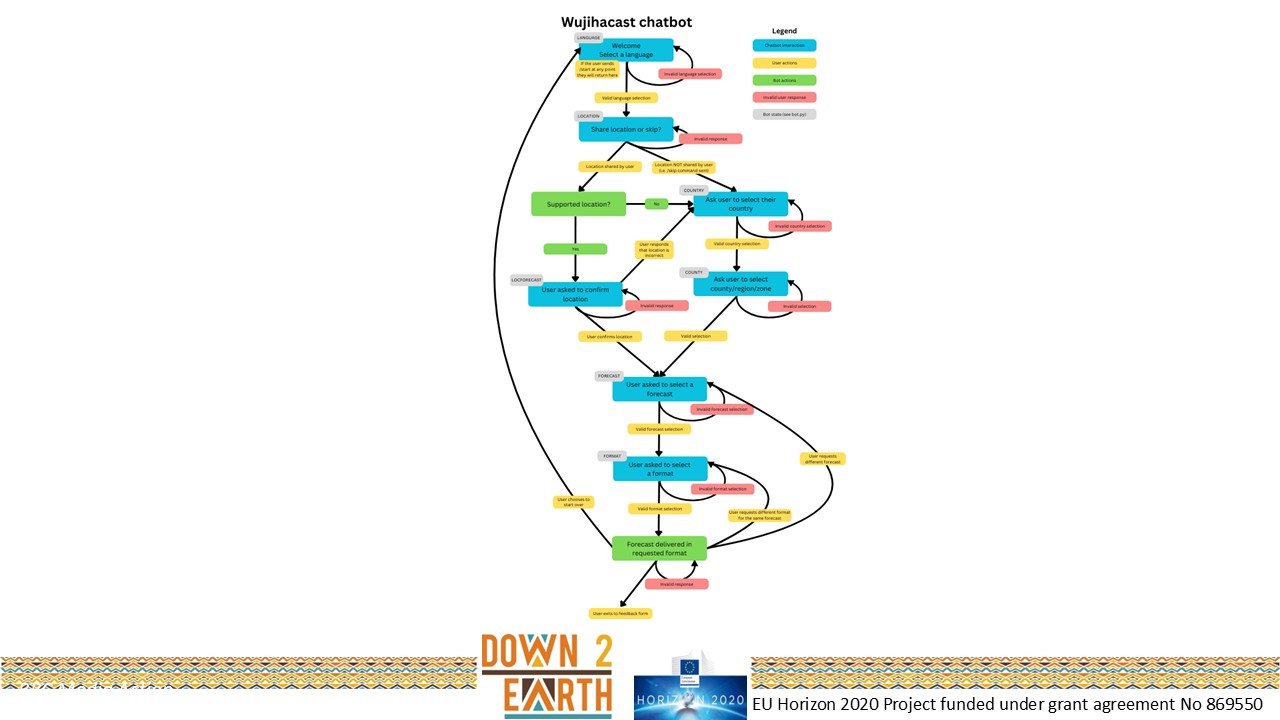 Wujihacast chatbot
Legend
Chatbot interaction
User actions
Bot actions
Invalid user response
Bot state (see bot.py)
LANGUAGE
Welcome
Select a language
If the user sends
/start at any point
they will return here
Invalid language selection
Valid language selection
LOCATION
Share location or skip?
Invalid response
Location shared by user
Location NOT shared by user
(i.e. /skip command sent)
COUNTRY
Supported location?
No
Ask user to select their
country
Invalid country selection
Yes
User responds
that location is
incorrect
Valid country selection
LOCFORECAST
User asked to confirm
location
Invalid response
COUNTY
Ask user to select
county/region/zone
Invalid selection
User confirms location
Valid selection
FORECAST
User asked to select a
forecast
Invalid forecast selection
Valid forecast selection
User requests
different forecast
FORMAT
User asked to select
a format
Invalid format selection
User chooses to
start over
Valid format selection
User requests different format
for the same forecast
Forecast delivered in
requested format
Invalid response
User exits to feedback form
DOWN 2
EARTH
HORIZON 2020
EU Horizon 2020 Project funded under grant agreement No 869550